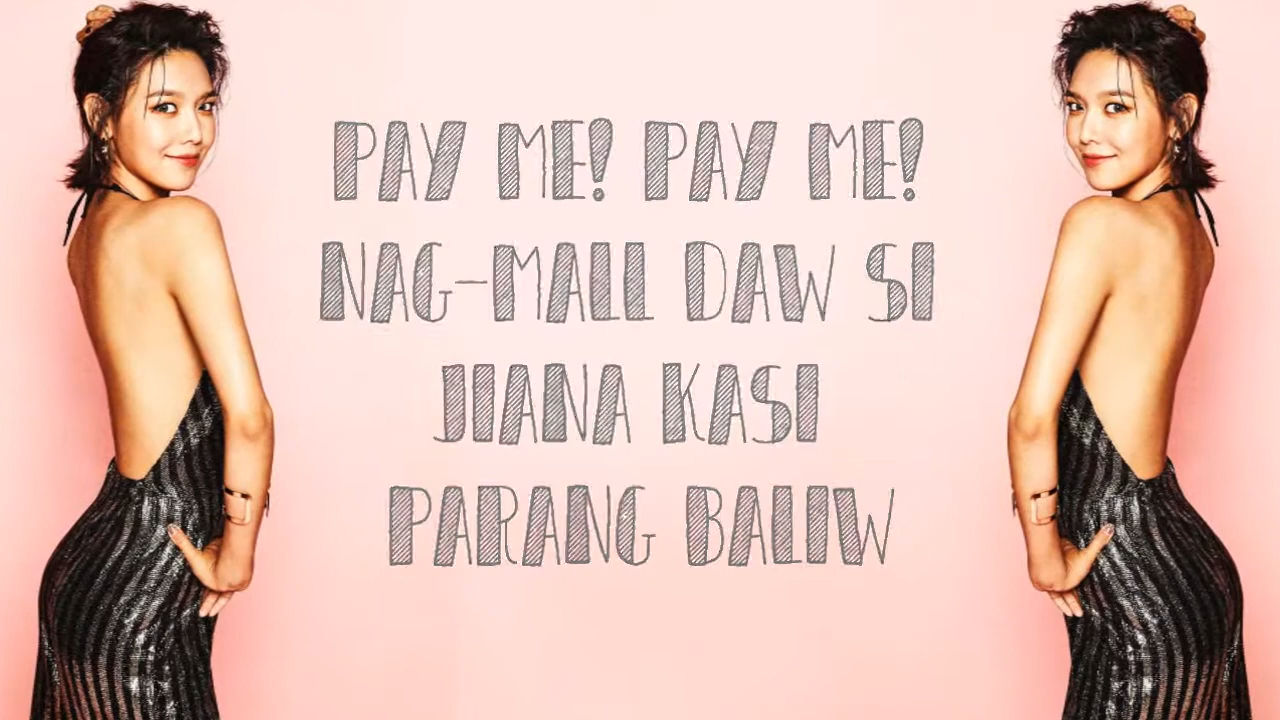 PAY ME! PAY ME!
NAG-MALL DAW SI
JIANA KASI
PARANG BALIW